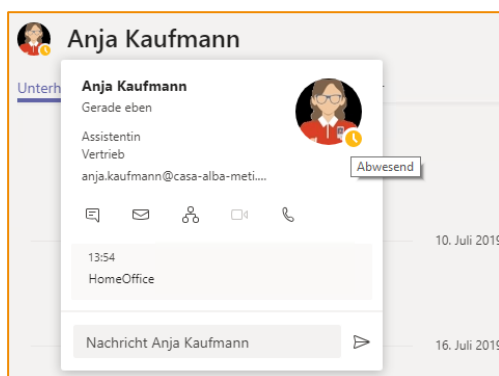 Anja Kaufmann
Unterh
Anja Kaufmann
Gerade eben
Assistentin
Vertrieb
anja.kaufmann@casa-alba-meti....
Abwesend
10. Juli 2019
13:54
HomeOffice
Nachricht Anja Kaufmann
16. Juli 2019